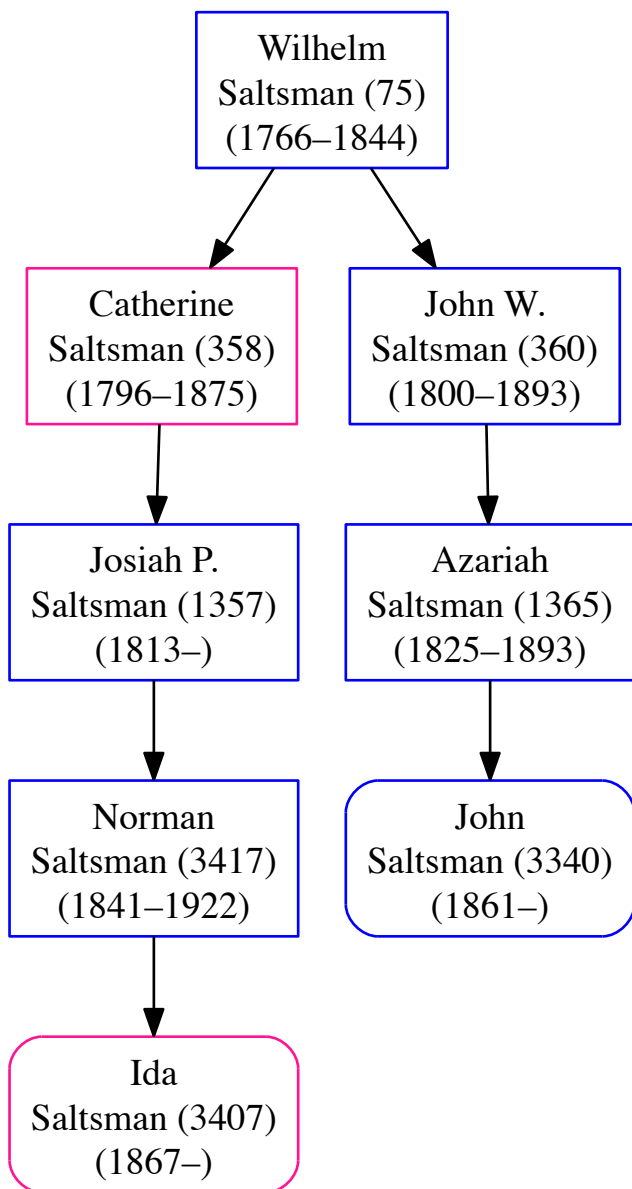 Wilhelm
Saltsman (75)
(1766–1844)
Catherine
Saltsman (358)
(1796–1875)
John W.
Saltsman (360)
(1800–1893)
Josiah P.
Saltsman (1357)
(1813–)
Azariah
Saltsman (1365)
(1825–1893)
Norman
Saltsman (3417)
(1841–1922)
John
Saltsman (3340)
(1861–)
Ida
Saltsman (3407)
(1867–)